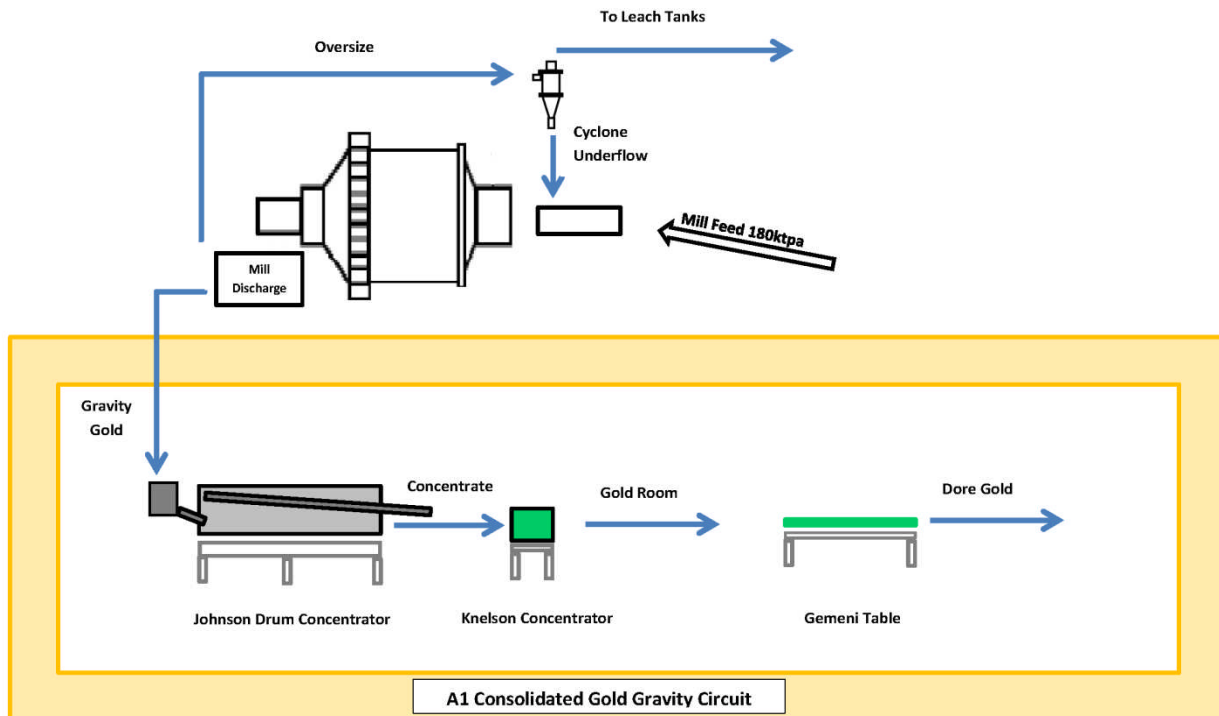 To Leach Tanks
Oversize
Cyclone
Underflow
Mill Feed 180ktpa
Mill
Discharge
Gravity
Gold
Concentrate
Gold Room
Dore Gold
Johnson Drum Concentrator
Knelson Concentrator
Gemeni Table
A1 Consolidated Gold Gravity Circuit